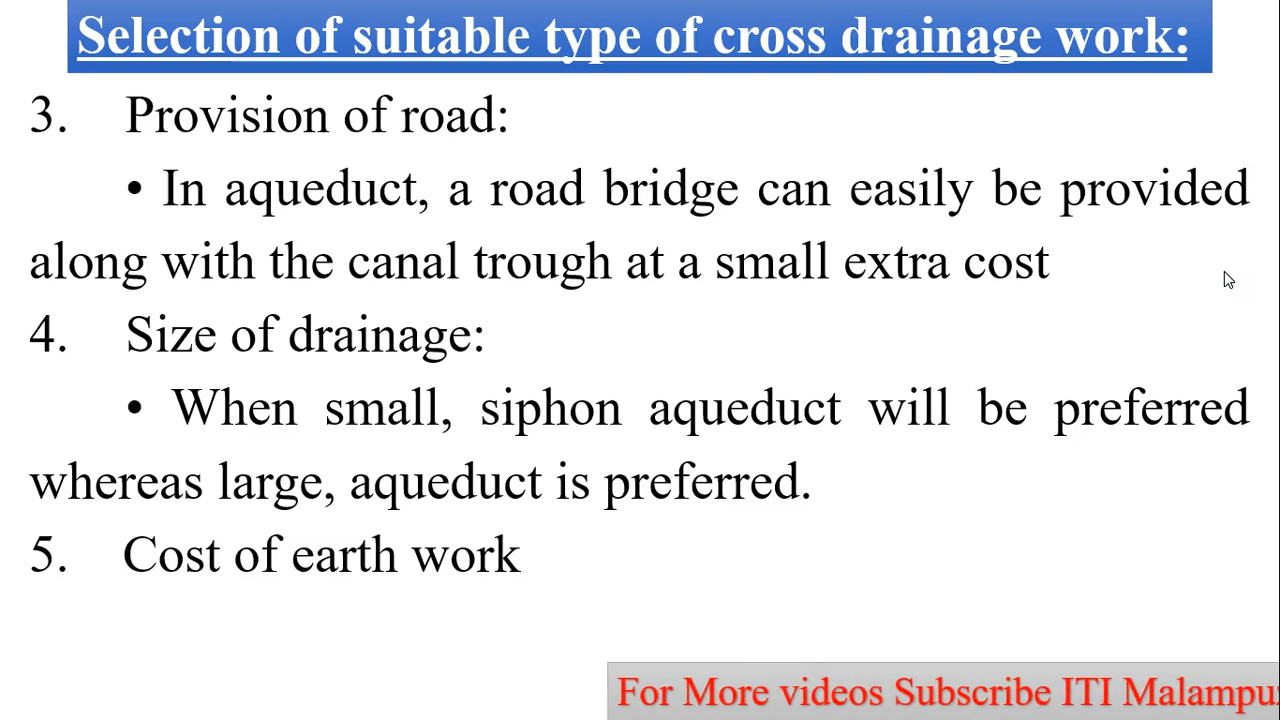 Selection of suitable type of cross drainage work:
3. Provision of road:
• In aqueduct, a road bridge can easily be provided
along with the canal trough at a small extra cost
4. Size of drainage:
• When small, siphon aqueduct will be preferred
whereas large, aqueduct is preferred.
5. Cost of earth work
For More videos Subscribe ITI